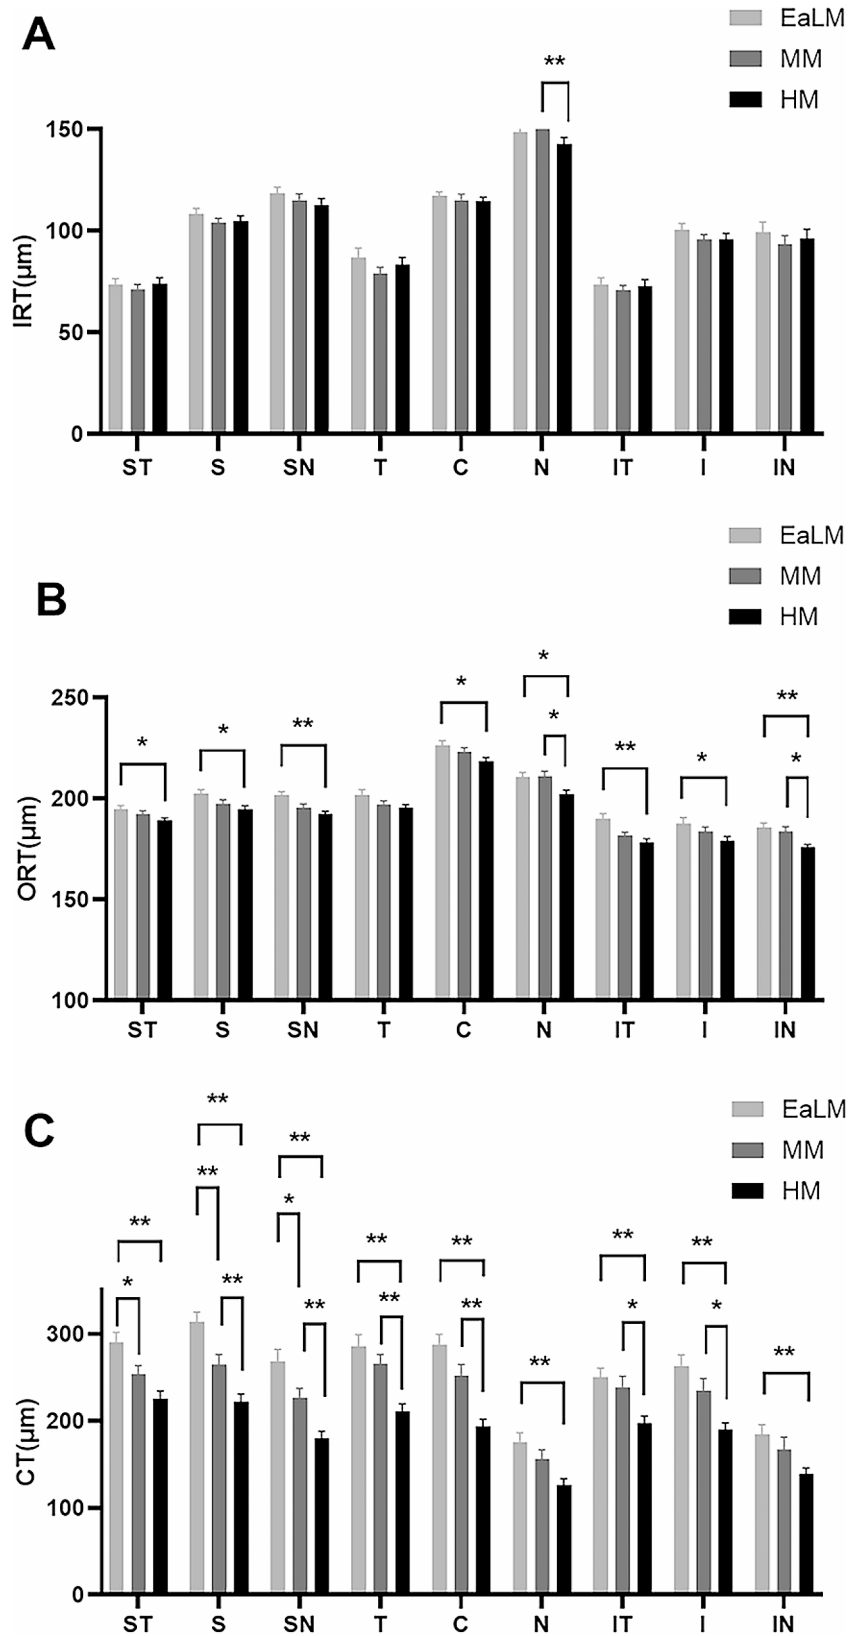 A
EaLM
MM
HM
**
IRT(μm)
150
100
50
0
ST S SN T C N IT I IN
B
EaLM
MM
HM
* * ** * * * ** * ** *
ORT(μm)
250
200
150
100
ST S SN T C N IT I IN
C
EaLM
MM
HM
** * ** ** ** ** * ** ** ** ** ** ** ** * ** * **
CT(μm)
300
200
100
0
ST S SN T C N IT I IN